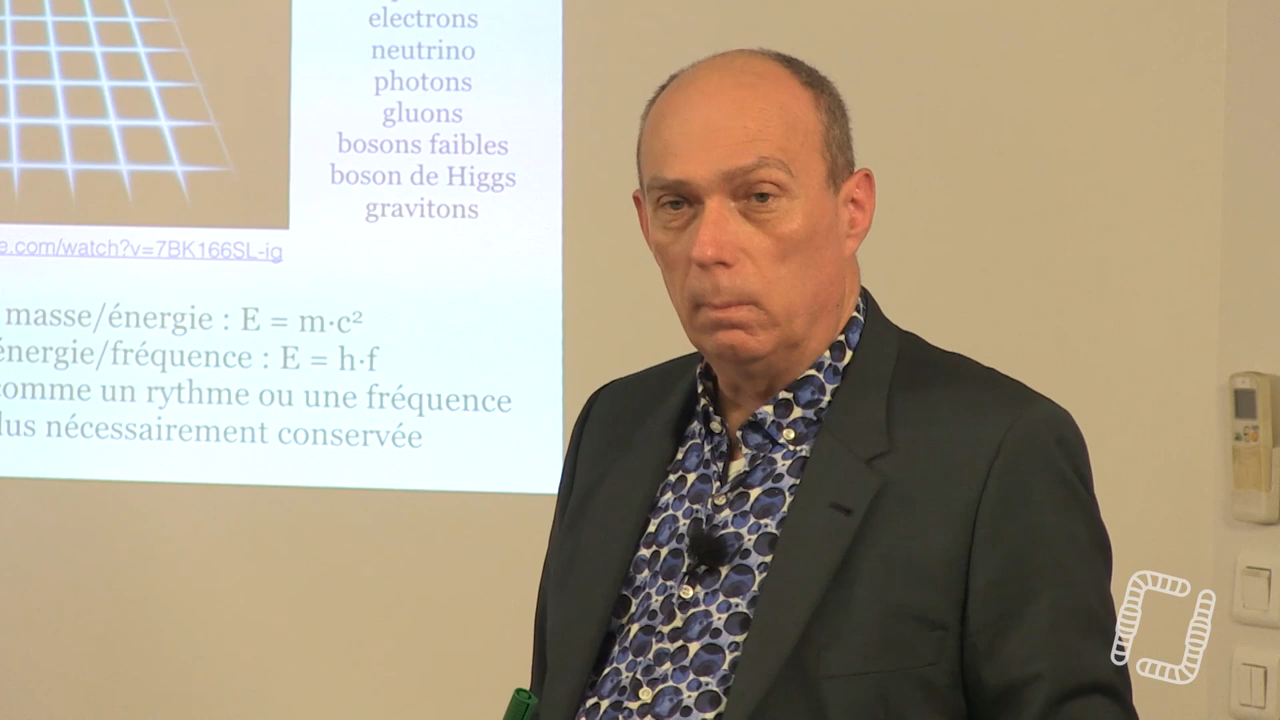 electrons
neutrino
photons
gluons
bosons faibles
boson de Higgs
gravitons
e.com/watch?v=7BK166SL-ig
masse/énergie : E = m·c²
énergie/fréquence : E = h·f
comme un rythme ou une fréquence
lus nécessairement conservée